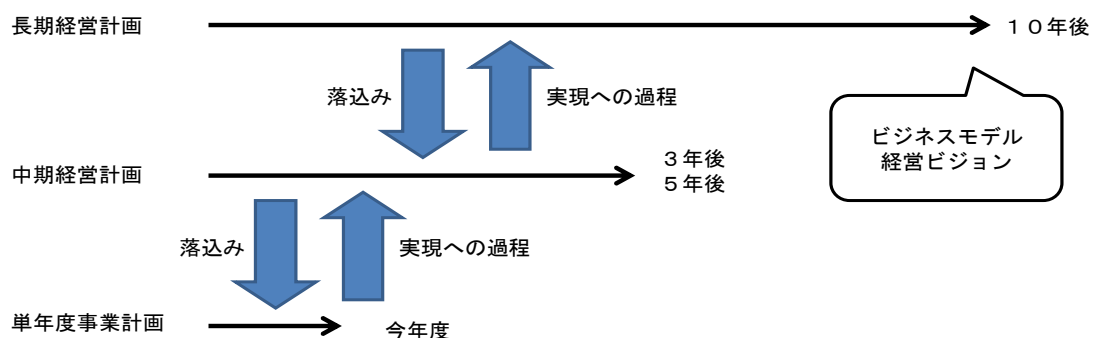 長期経営計画
１０年後
落込み
実現への過程
ビジネスモデル
経営ビジョン
中期経営計画
３年後
５年後
落込み
実現への過程
単年度事業計画
今年度